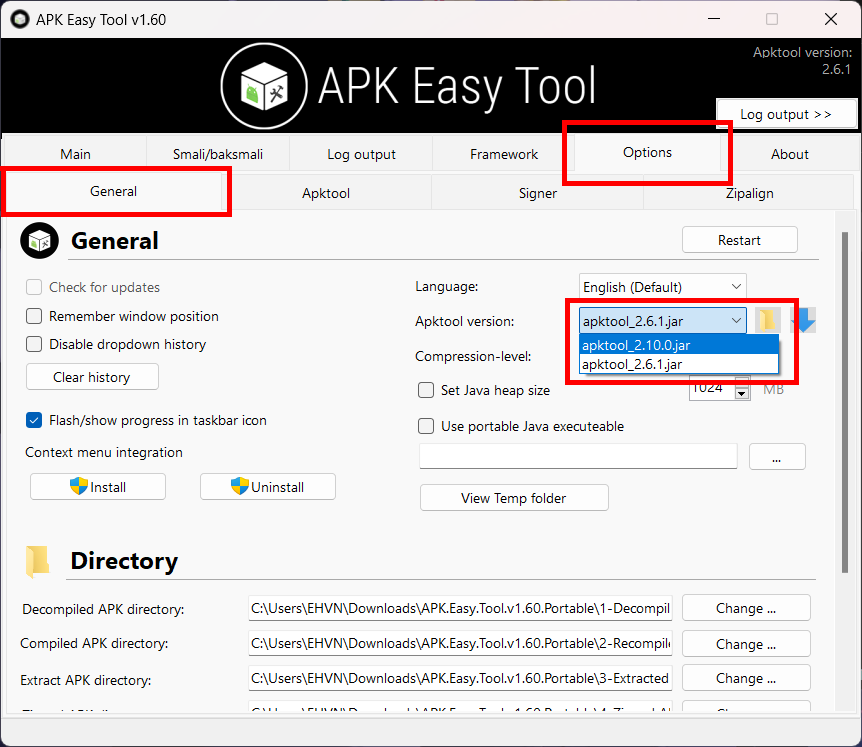 APK Easy Tool v1.60
Apktool version:
2.6.1
APK Easy Tool
Log output >>
Main
Smali/baksmali
Log output
Framework
Options
About
General
Apktool
Signer
Zipalign
General
Restart
Check for updates
Language:
English (Default)
Remember window position
Apktool version:
apktool_2.6.1.jar
Disable dropdown history
apktool_2.10.0.jar
Compression-level:
apktool_2.6.1.jar
Clear history
Set Java heap size
1024
MB
Flash/show progress in taskbar icon
Use portable Java executeable
Context menu integration
...
Install
Uninstall
View Temp folder
Directory
Decompiled APK directory:
C:\Users\EHVN\Downloads\APK.Easy.Tool.v1.60.Portable\1-Decompil
Change ...
Compiled APK directory:
C:\Users\EHVN\Downloads\APK.Easy.Tool.v1.60.Portable\2-Recompile
Change ...
Extract APK directory:
C:\Users\EHVN\Downloads\APK.Easy.Tool.v1.60.Portable\3-Extracted
Change ...